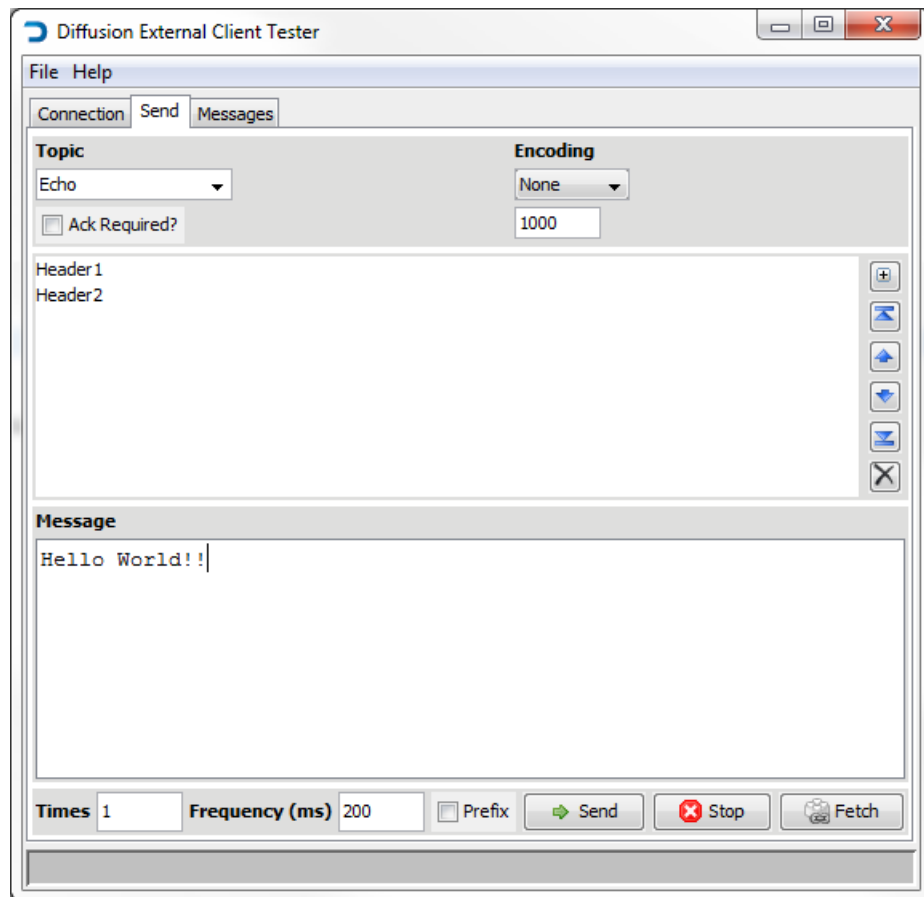 Diffusion External Client Tester
File Help
Connection Send Messages
Topic Encoding
Echo None
Ack Required? 1000
Header1
Header2
Message
Hello World!!
Times 1 Frequency (ms) 200 Prefix Send Stop Fetch